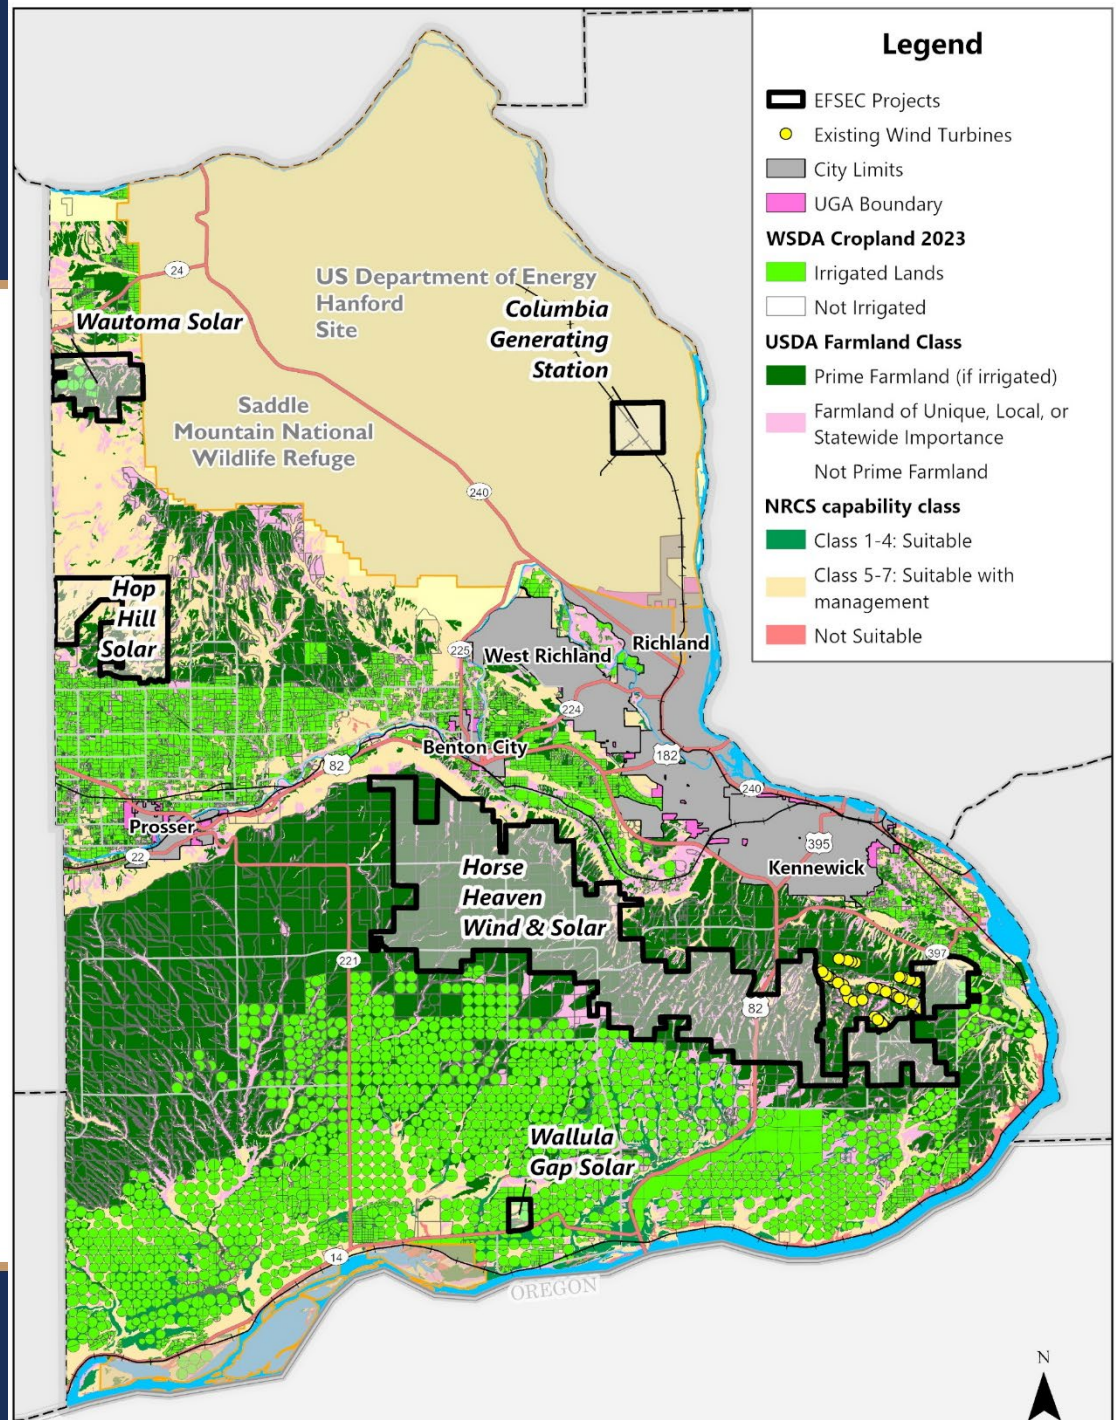 Legend
EFSEC Projects
Existing Wind Turbines
City Limits
UGA Boundary
WSDA Cropland 2023
Irrigated Lands
Not Irrigated
USDA Farmland Class
Prime Farmland (if irrigated)
Farmland of Unique, Local, or
Statewide Importance
Not Prime Farmland
NRCS capability class
Class 1-4: Suitable
Class 5-7: Suitable with
management
Not Suitable
24
US Department of Energy
Hanford
Site
Columbia
Generating
Station
Wautoma Solar
Saddle
Mountain National
Wildlife Refuge
240
Hop
Hill
Solar
225
West Richland
Richland
224
Benton City
182
82
240
Prosser
22
395
Kennewick
Horse
Heaven
Wind & Solar
221
397
82
Wallula
Gap Solar
14
OREGON
N